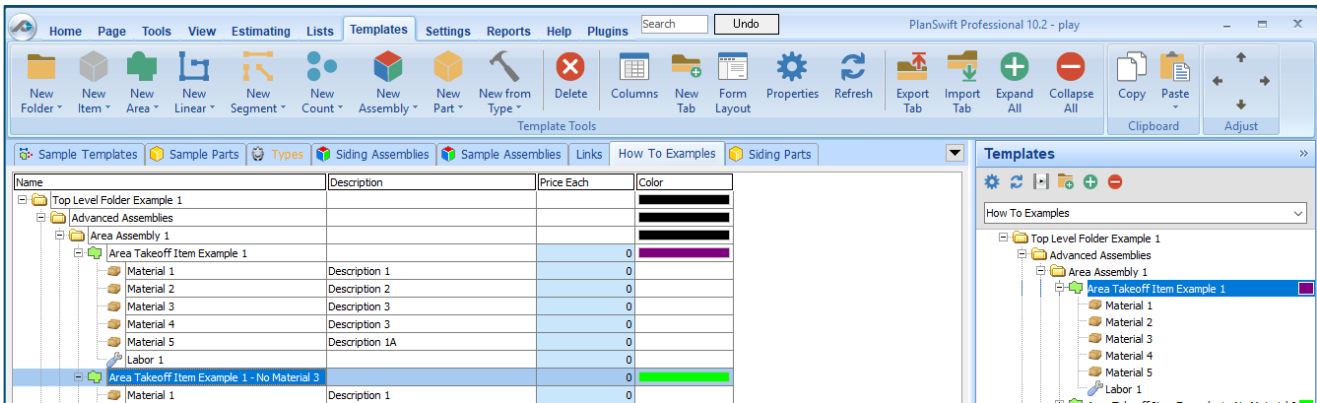 Home Page Tools View Estimating Lists Templates Settings Reports Help Plugins Search Undo PlanSwift Professional 10.2 - play
New Folder New Item New Area New Linear New Segment New Count New Assembly New Part New from Type Delete Columns New Tab Form Layout Properties Refresh Export Tab Import Tab Expand All Collapse All Copy Paste
Template Tools Clipboard Adjust
Sample Templates Sample Parts Types Siding Assemblies Sample Assemblies Links How To Examples Siding Parts
Name Description Price Each Color
Top Level Folder Example 1
Advanced Assemblies
Area Assembly 1
Area Takeoff Item Example 1 0
Material 1 Description 1 0
Material 2 Description 2 0
Material 3 Description 3 0
Material 4 Description 3 0
Material 5 Description 1A 0
Labor 1 0
Area Takeoff Item Example 1 - No Material 3 0
Material 1 Description 1 0
Templates
How To Examples
Top Level Folder Example 1
Advanced Assemblies
Area Assembly 1
Area Takeoff Item Example 1
Material 1
Material 2
Material 3
Material 4
Material 5
Labor 1